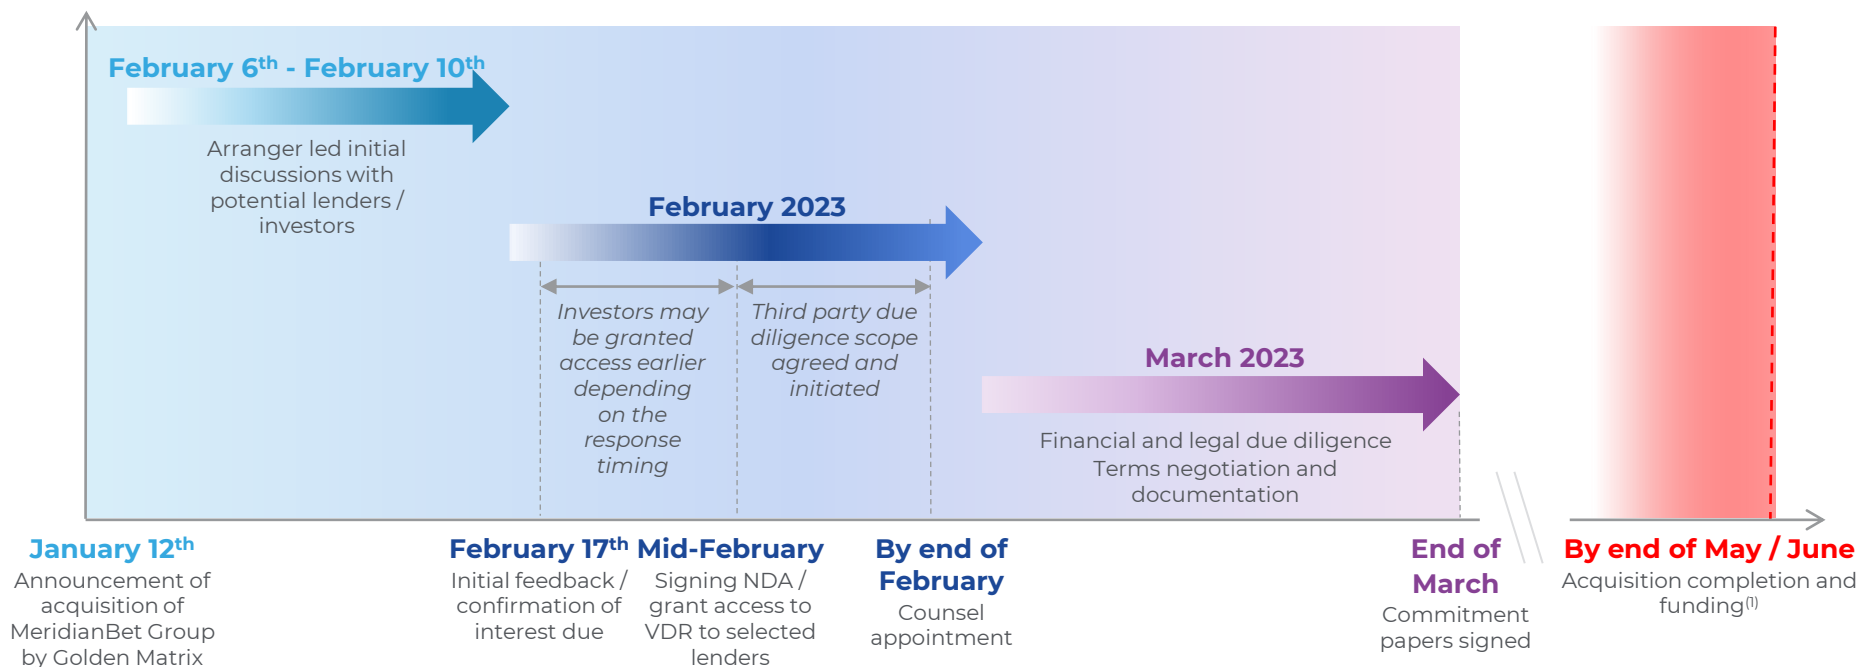 February 6th - February 10th
Arranger led initial
discussions with
potential lenders /
investors
February 2023
Investors may
be granted
access earlier
depending
on the
response
timing
Third party due
diligence scope
agreed and
initiated
March 2023
Financial and legal due diligence
Terms negotiation and
documentation
January 12th
Announcement of
acquisition of
MeridianBet Group
by Golden Matrix
February 17th
Initial feedback /
confirmation of
interest due
Mid-February
Signing NDA /
grant access to
VDR to selected
lenders
By end of
February
Counsel
appointment
End of
March
Commitment
papers signed
By end of May / June
Acquisition completion and
funding(1)